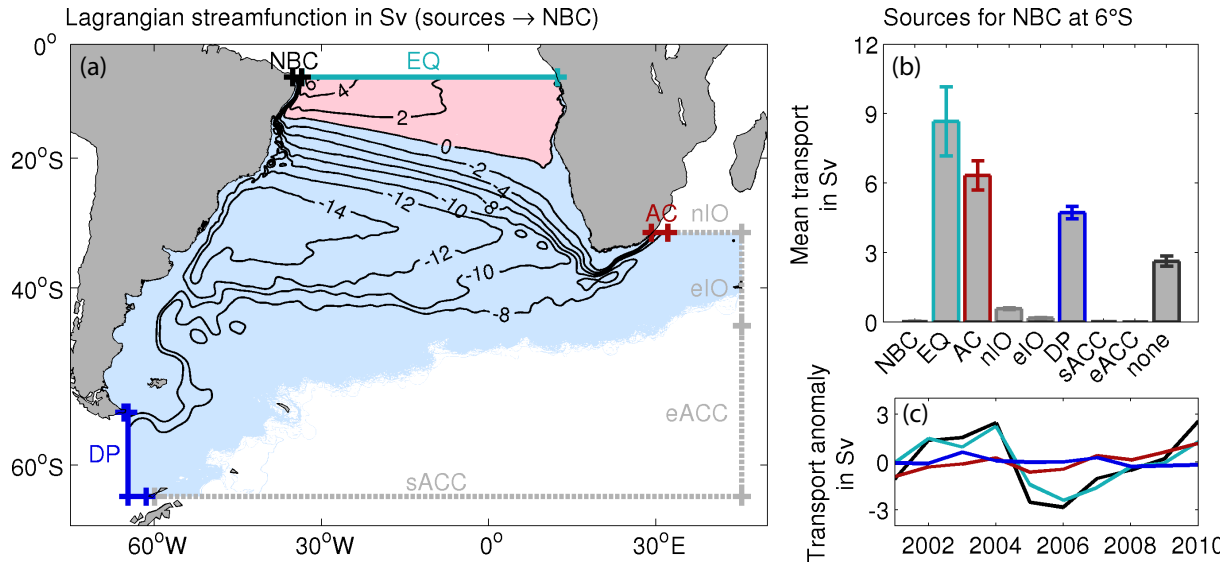 Lagrangian streamfunction in Sv (sources → NBC)
(a)
0°
20°S
40°S
60°S
60°W
30°W
0°
30°E
NBC
EQ
6
4
2
0
-2
-4
-8
-10
-12
-14
-12
-10
-8
AC
nIO
eIO
eACC
sACC
DP
Sources for NBC at 6°S
(b)
Mean transport
in Sv
12
9
6
3
0
NBC
EQ
AC
nIO
eIO
DP
sACC
eACC
none
(c)
Transport anomaly
in Sv
3
0
-3
2002
2004
2006
2008
2010